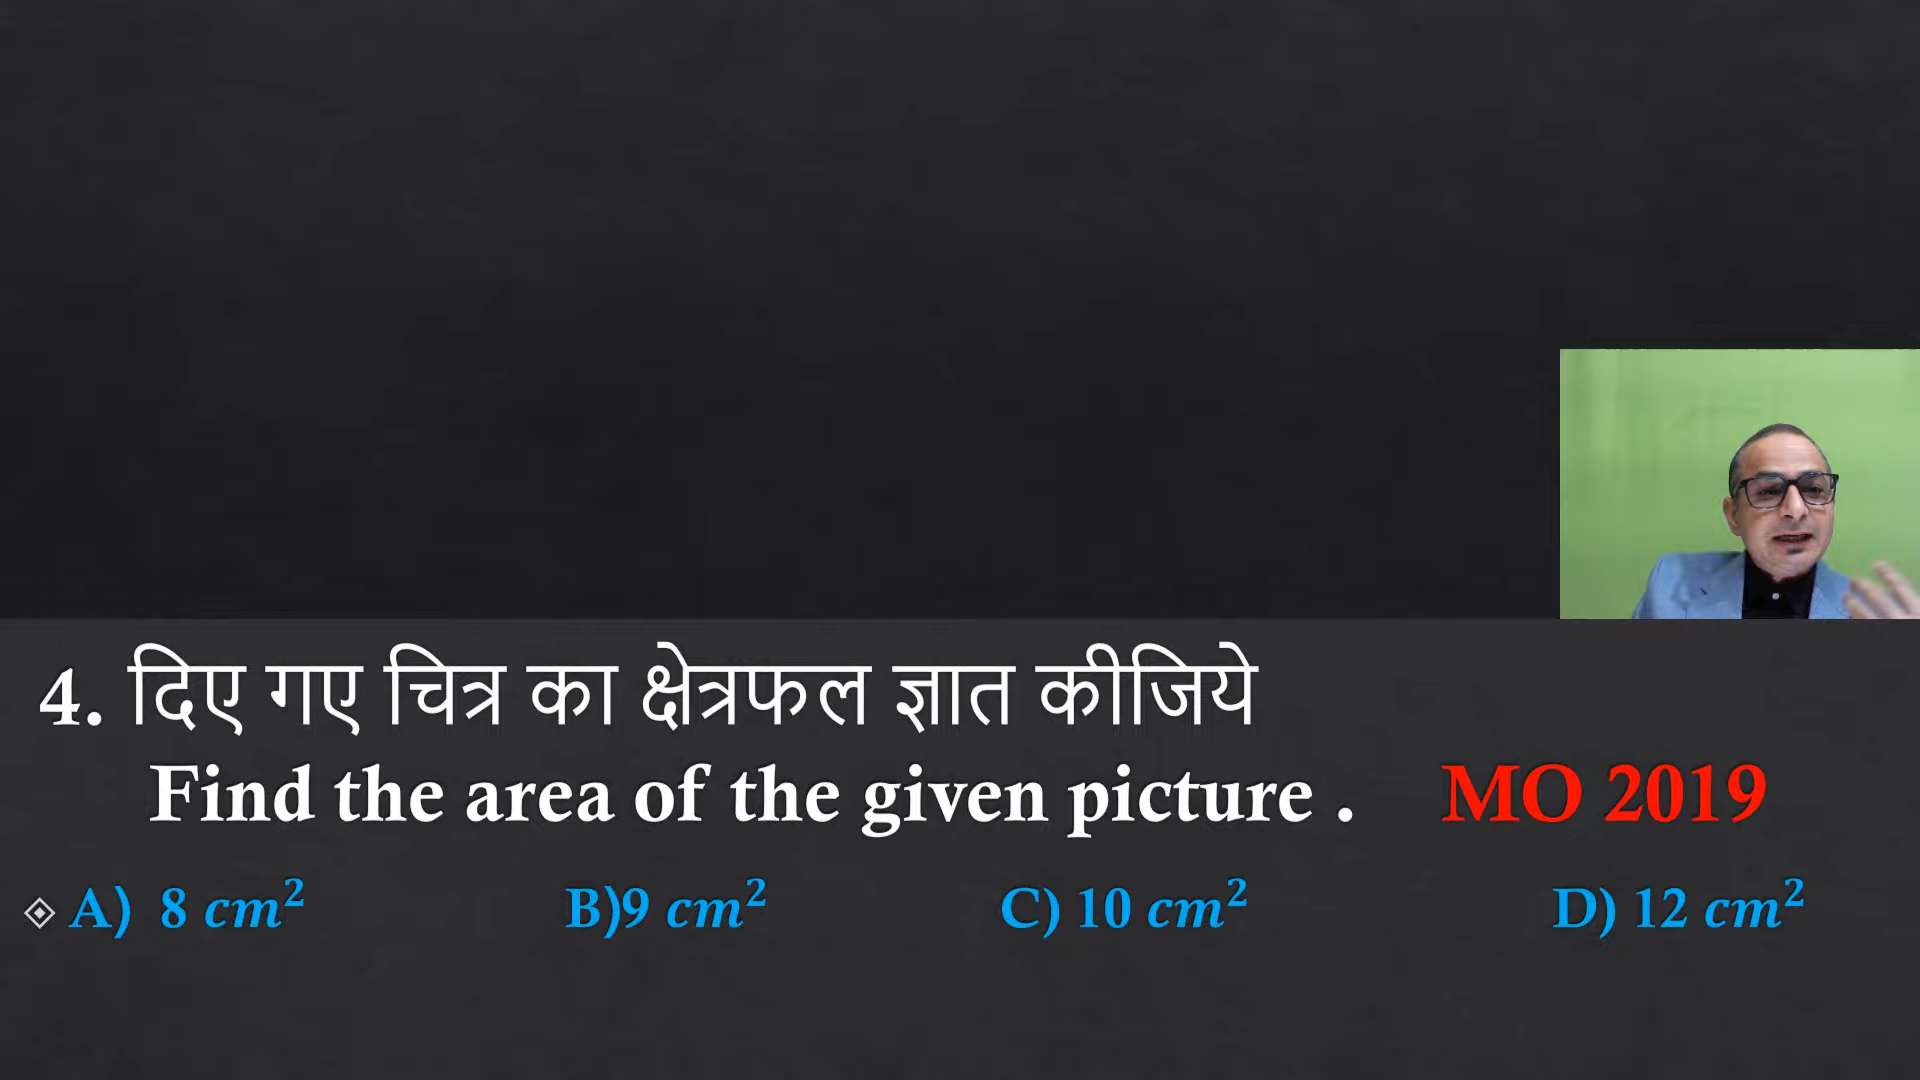 4. दिए गए चित्र का क्षेत्रफल ज्ञात कीजिये
Find the area of the given picture . MO 2019
A) 8 cm² B)9 cm² C) 10 cm² D) 12 cm²